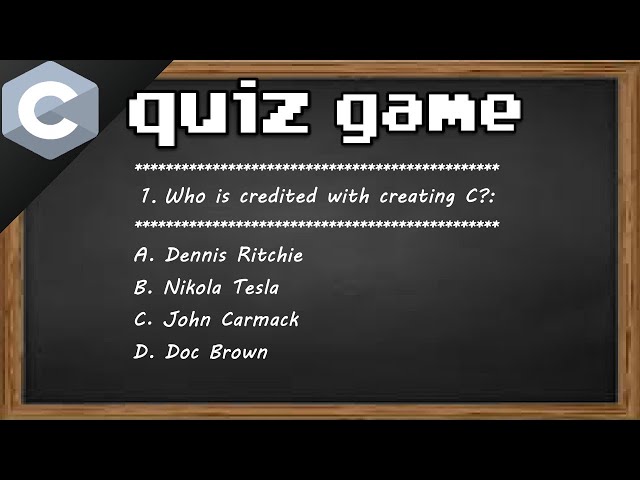 C
quiz game
**********************************************
1. Who is credited with creating C?:
**********************************************
A. Dennis Ritchie
B. Nikola Tesla
C. John Carmack
D. Doc Brown